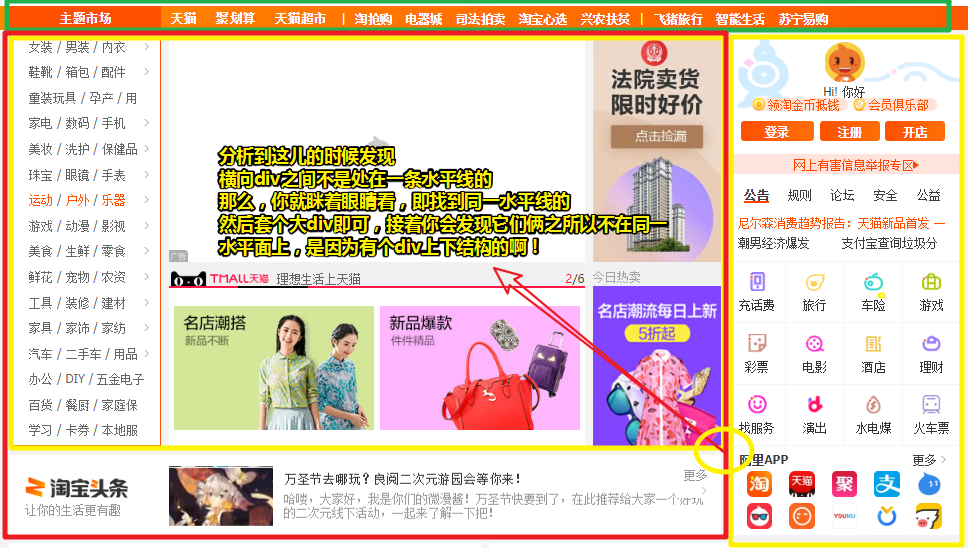 主题市场 天猫 聚划算 天猫超市 | 淘抢购 电器城 司法拍卖 淘宝心选 兴农扶贫 | 飞猪旅行 智能生活 苏宁易购
女装 / 男装 / 内衣
鞋靴 / 箱包 / 配件
童装玩具 / 孕产 / 用
家电 / 数码 / 手机
美妆 / 洗护 / 保健品
珠宝 / 眼镜 / 手表
运动 / 户外 / 乐器
游戏 / 动漫 / 影视
美食 / 生鲜 / 零食
鲜花 / 宠物 / 农资
工具 / 装修 / 建材
家具 / 家饰 / 家纺
汽车 / 二手车 / 用品
办公 / DIY / 五金电子
百货 / 餐厨 / 家庭保
学习 / 卡券 / 本地服
分析到这儿的时候发现
横向div之间不是处在一条水平线的
那么，你就眯着眼睛看，即找到同一水平线的
然后套个大div即可，接着你会发现它们俩之所以不在同一
水平面上，是因为有个div上下结构的啊！
广告
TMALL天猫 理想生活上天猫 2/6
名店潮搭
新品不断
新品爆款
件件精品
法院卖货
限时好价
点击捡漏
今日热卖
名店潮流每日上新
5折起
Hi! 你好
领淘金币抵钱 会员俱乐部
登录 注册 开店
网上有害信息举报专区
公告 规则 论坛 安全 公益
尼尔森消费趋势报告：天猫新品首发 一
潮男经济爆发 支付宝查询垃圾分
充话费 旅行 车险 游戏
彩票 电影 酒店 理财
找服务 演出 水电煤 火车票
阿里APP 更多
淘 天猫 聚 支
YOUKU
淘宝头条
让你的生活更有趣
万圣节去哪玩？良阅二次元游园会等你来！
更多
哈喽，大家好，我是你们的微漫酱！万圣节快要到了，在此推荐给大家一个好玩
的二次元线下活动，一起来了解一下把！